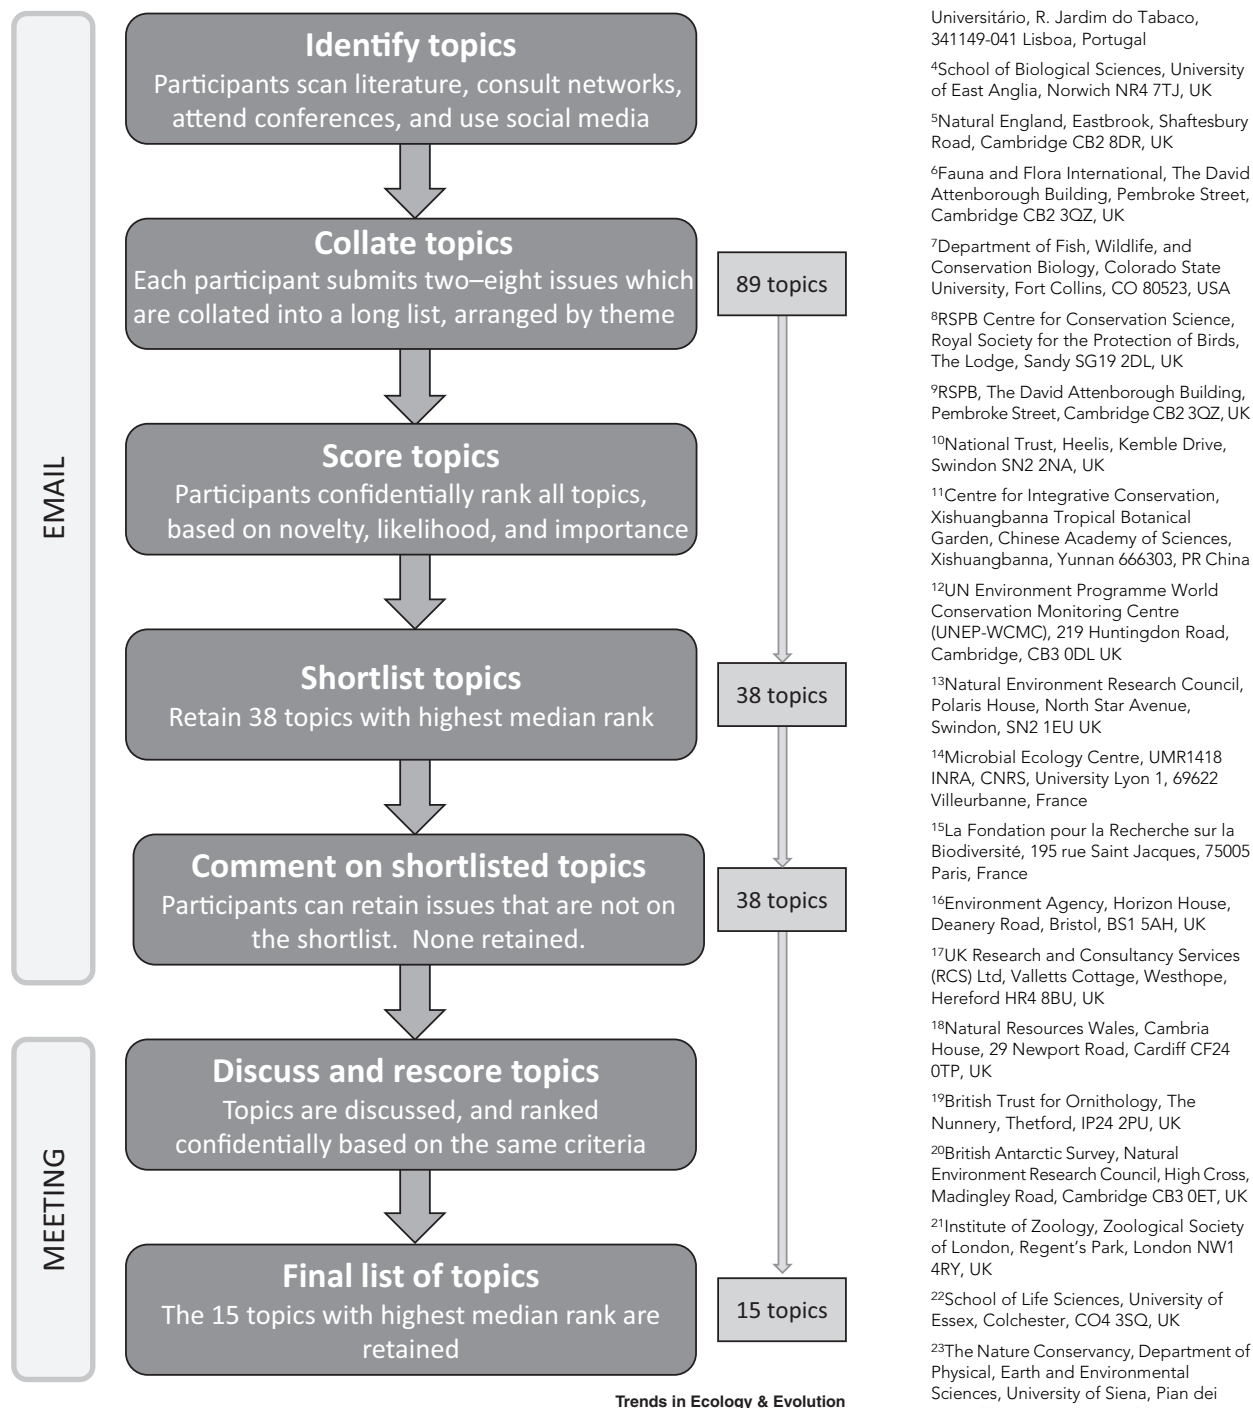 EMAIL
Identify topics
Participants scan literature, consult networks,
attend conferences, and use social media
Collate topics
Each participant submits two–eight issues which
are collated into a long list, arranged by theme
89 topics
Score topics
Participants confidentially rank all topics,
based on novelty, likelihood, and importance
Shortlist topics
Retain 38 topics with highest median rank
38 topics
Comment on shortlisted topics
Participants can retain issues that are not on
the shortlist. None retained.
38 topics
MEETING
Discuss and rescore topics
Topics are discussed, and ranked
confidentially based on the same criteria
Final list of topics
The 15 topics with highest median rank are
retained
15 topics
Trends in Ecology & Evolution
Universitário, R. Jardim do Tabaco,
341149-041 Lisboa, Portugal
⁴School of Biological Sciences, University
of East Anglia, Norwich NR4 7TJ, UK
⁵Natural England, Eastbrook, Shaftesbury
Road, Cambridge CB2 8DR, UK
⁶Fauna and Flora International, The David
Attenborough Building, Pembroke Street,
Cambridge CB2 3QZ, UK
⁷Department of Fish, Wildlife, and
Conservation Biology, Colorado State
University, Fort Collins, CO 80523, USA
⁸RSPB Centre for Conservation Science,
Royal Society for the Protection of Birds,
The Lodge, Sandy SG19 2DL, UK
⁹RSPB, The David Attenborough Building,
Pembroke Street, Cambridge CB2 3QZ, UK
¹⁰National Trust, Heelis, Kemble Drive,
Swindon SN2 2NA, UK
¹¹Centre for Integrative Conservation,
Xishuangbanna Tropical Botanical
Garden, Chinese Academy of Sciences,
Xishuangbanna, Yunnan 666303, PR China
¹²UN Environment Programme World
Conservation Monitoring Centre
(UNEP-WCMC), 219 Huntingdon Road,
Cambridge, CB3 0DL UK
¹³Natural Environment Research Council,
Polaris House, North Star Avenue,
Swindon, SN2 1EU UK
¹⁴Microbial Ecology Centre, UMR1418
INRA, CNRS, University Lyon 1, 69622
Villeurbanne, France
¹⁵La Fondation pour la Recherche sur la
Biodiversité, 195 rue Saint Jacques, 75005
Paris, France
¹⁶Environment Agency, Horizon House,
Deanery Road, Bristol, BS1 5AH, UK
¹⁷UK Research and Consultancy Services
(RCS) Ltd, Valletts Cottage, Westhope,
Hereford HR4 8BU, UK
¹⁸Natural Resources Wales, Cambria
House, 29 Newport Road, Cardiff CF24
0TP, UK
¹⁹British Trust for Ornithology, The
Nunnery, Thetford, IP24 2PU, UK
²⁰British Antarctic Survey, Natural
Environment Research Council, High Cross,
Madingley Road, Cambridge CB3 0ET, UK
²¹Institute of Zoology, Zoological Society
of London, Regent's Park, London NW1
4RY, UK
²²School of Life Sciences, University of
Essex, Colchester, CO4 3SQ, UK
²³The Nature Conservancy, Department of
Physical, Earth and Environmental
Sciences, University of Siena, Pian dei